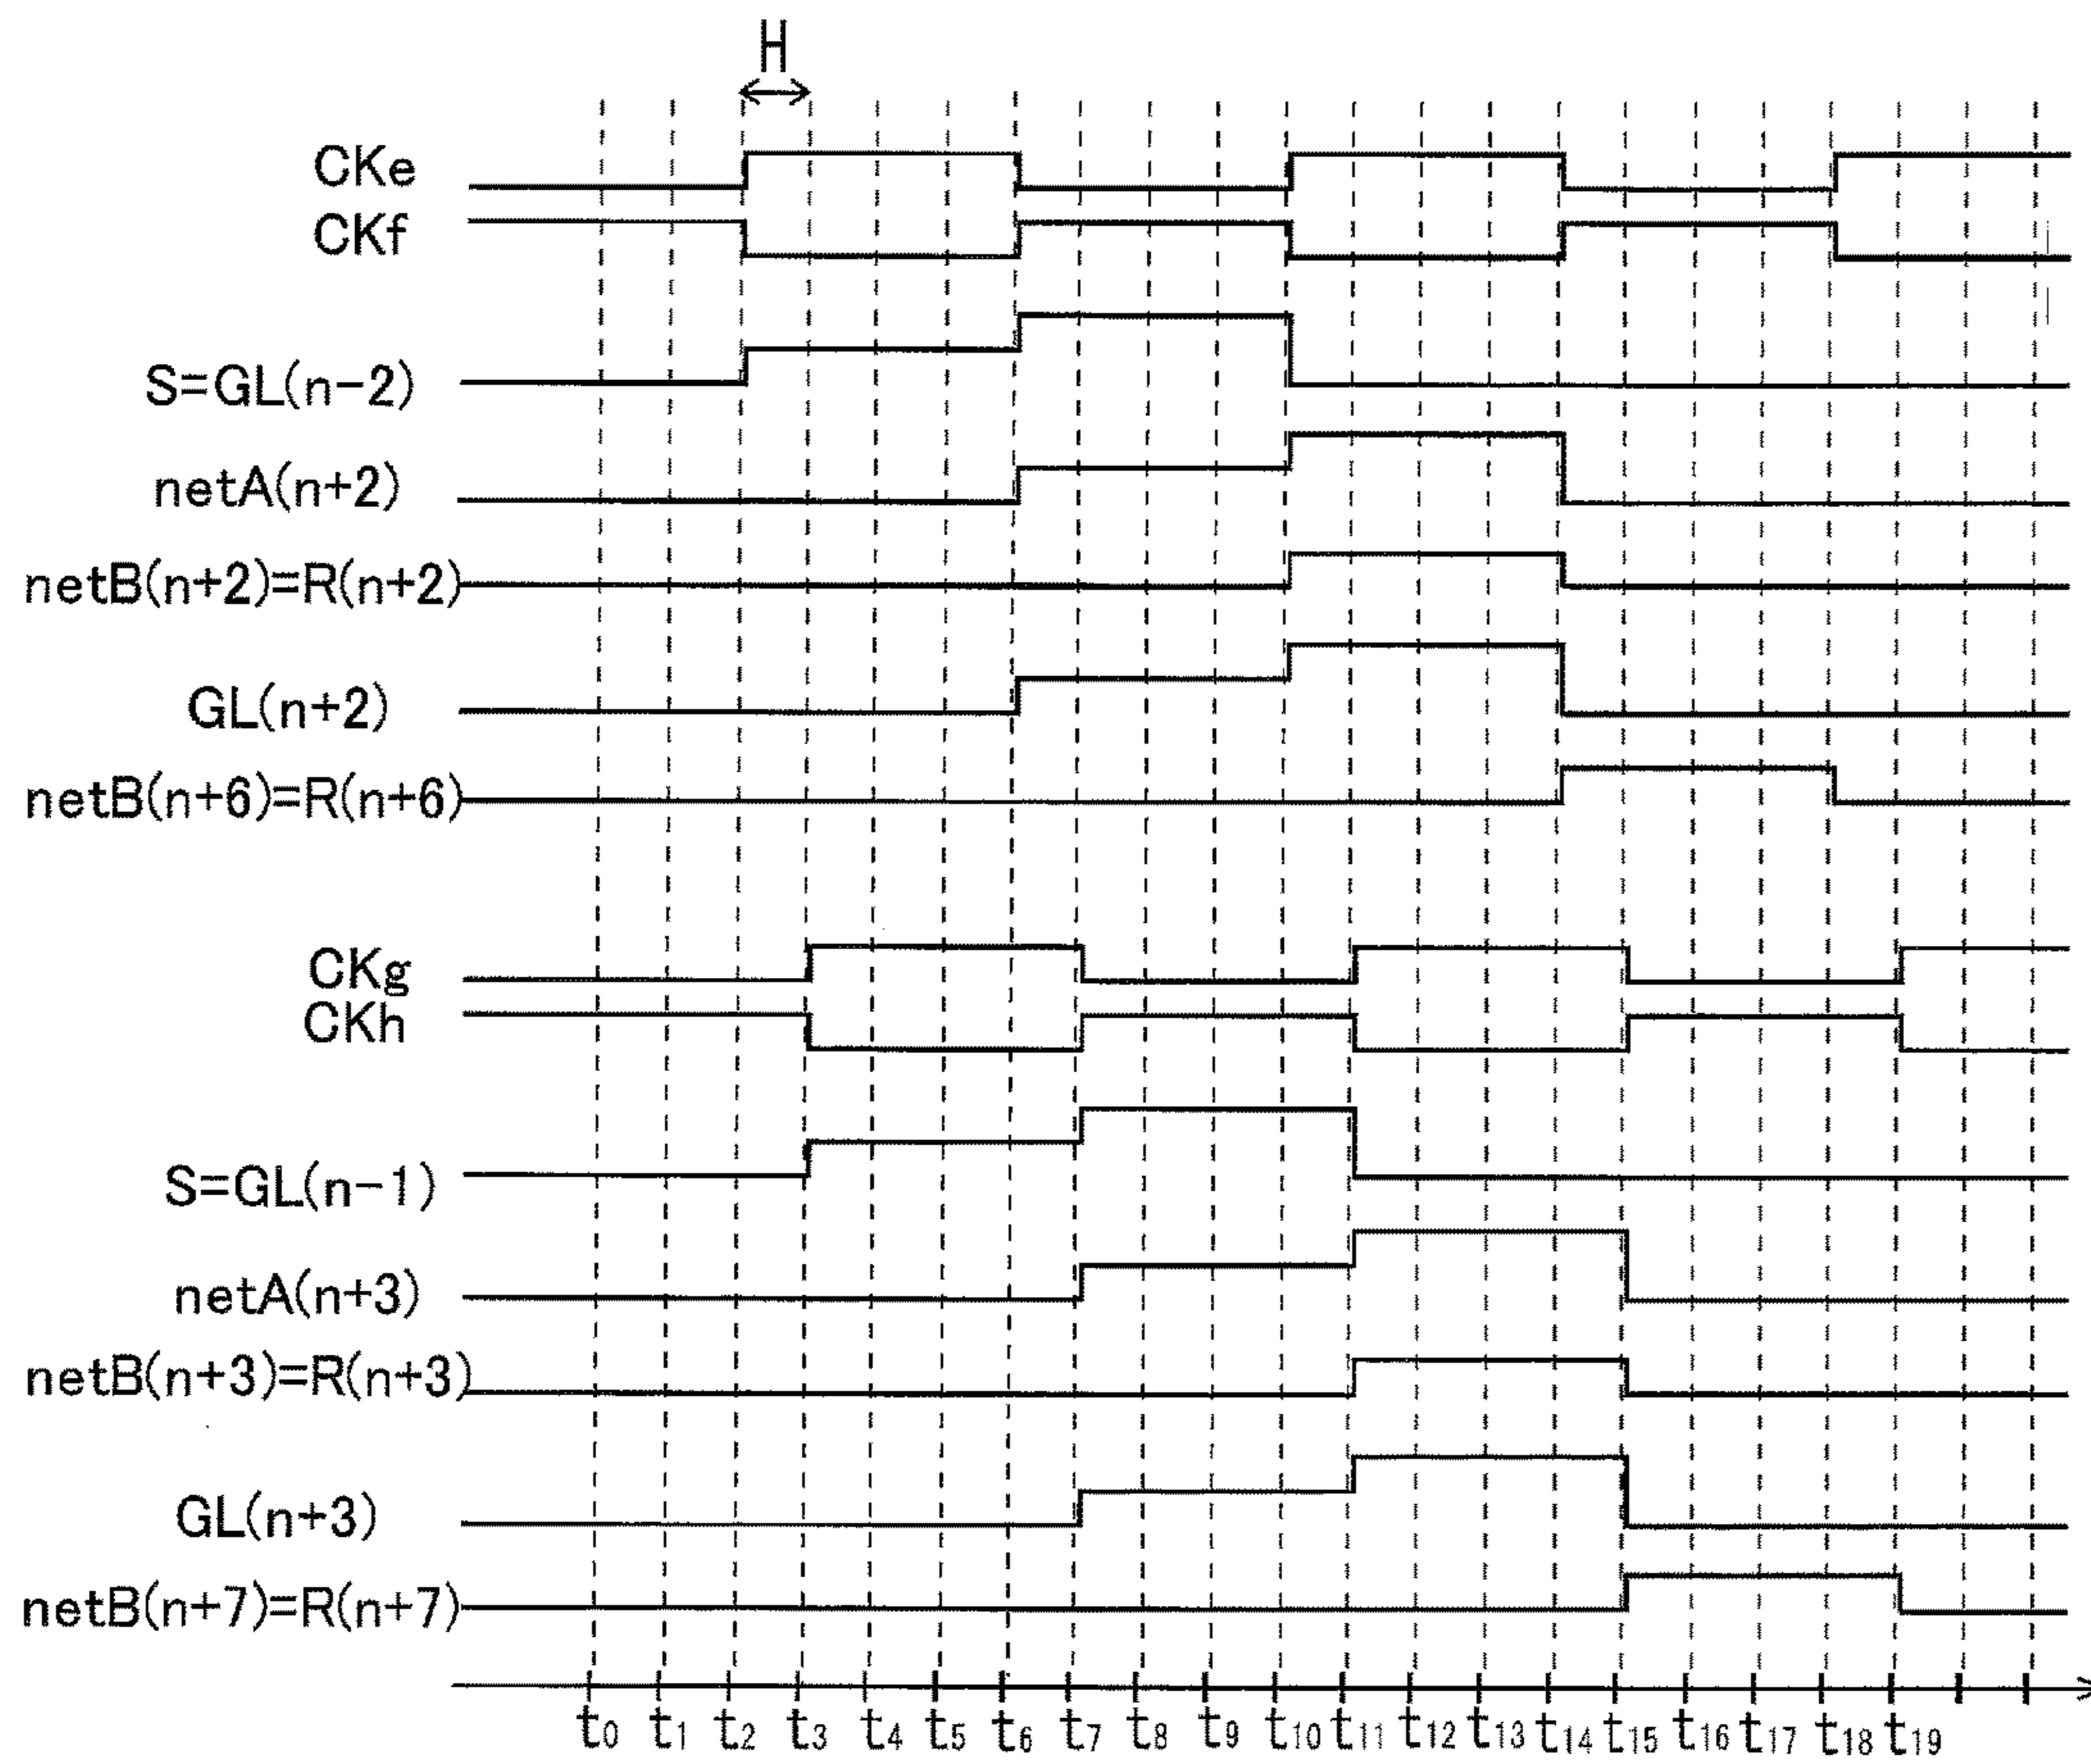 H
CKe
CKf
S=GL(n-2)
netA(n+2)
netB(n+2)=R(n+2)
GL(n+2)
netB(n+6)=R(n+6)
CKg
CKh
S=GL(n-1)
netA(n+3)
netB(n+3)=R(n+3)
GL(n+3)
netB(n+7)=R(n+7)
t0 t1 t2 t3 t4 t5 t6 t7 t8 t9 t10 t11 t12 t13 t14 t15 t16 t17 t18 t19